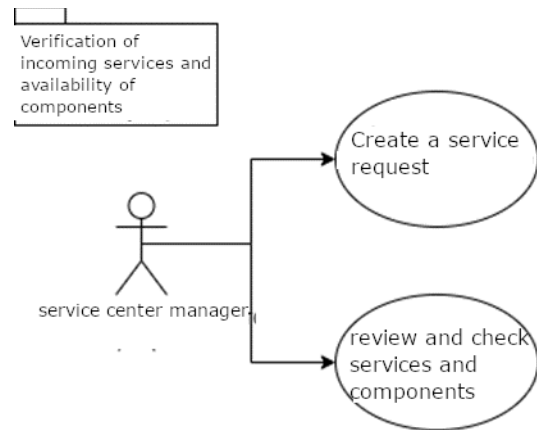 Verification of
incoming services and
availability of
components
Create a service
request
service center manager
review and check
services and
components